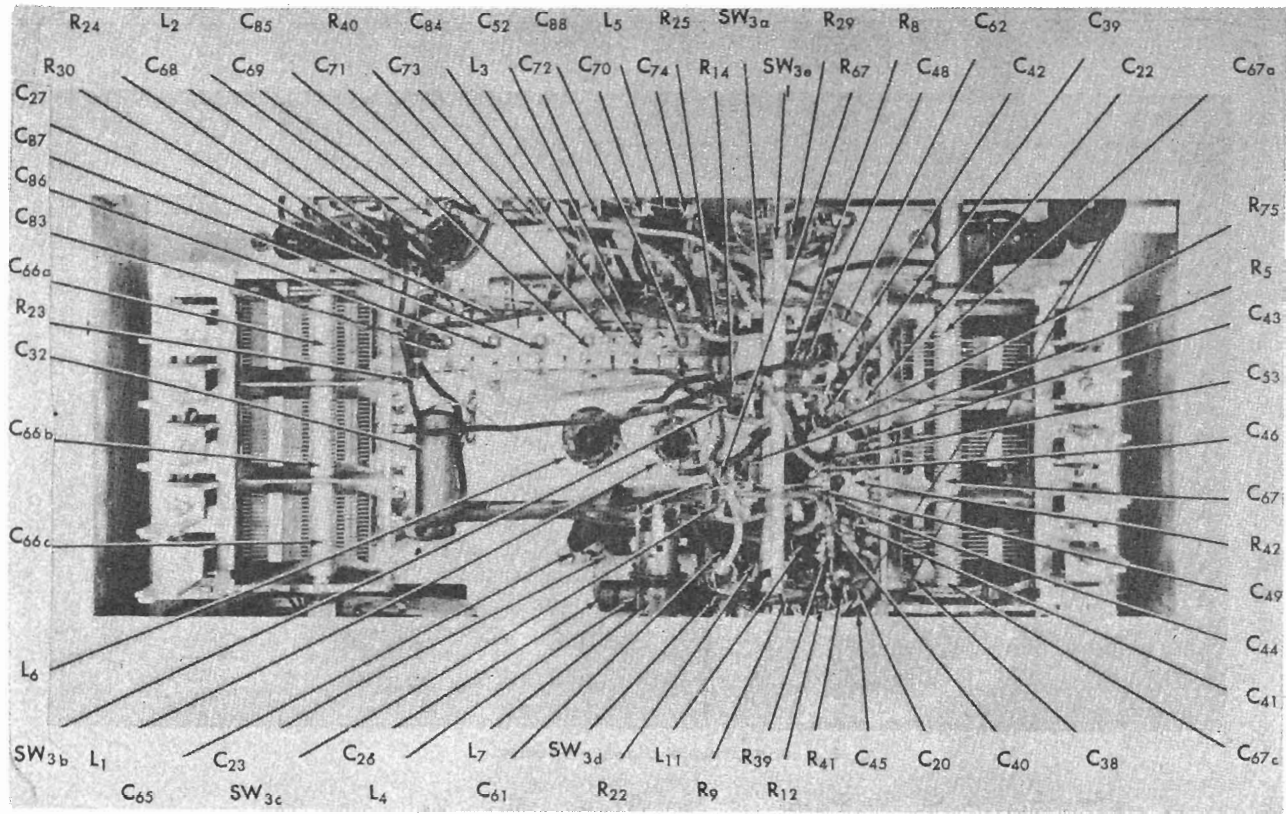 R24 L2 C85 R40 C84 C52 C88 L5 R25 SW3a R29 R8 C62 C39
R30 C68 C69 C71 C73 L3 C72 C70 C74 R14 SW3e R67 C48 C42 C22 C67a
C27
C87
C86
C83
C66a
R23
C32
C66b
C66c
L6
R75
R5
C43
C53
C46
C67
R42
C49
C44
C41
SW3b L1 C23 C26 L7 SW3d L11 R39 R41 C45 C20 C40 C38 C67c
C65 SW3c L4 C61 R22 R9 R12